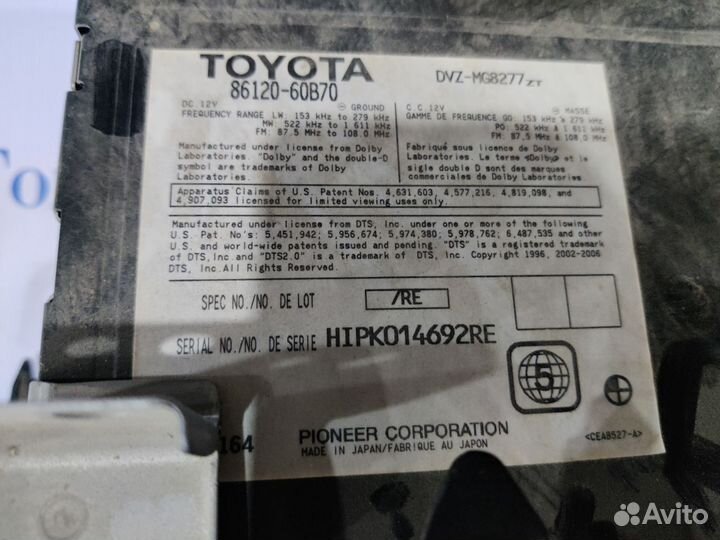 TOYOTA
86120-60B70
DVZ-MG8277ZT
DC.12V ⊖ GROUND
FREQUENCY RANGE LW: 153 kHz to 279 kHz
MW: 522 kHz to 1 611 kHz
FM: 87.5 MHz to 108.0 MHz
C.C.12V ⊖ MASSE
GAMME DE FREQUENCE GO: 153 kHz à 279 kHz
PO: 522 kHz à 1 611 kHz
FM: 87.5 MHz à 108.0 MHz
Manufactured under license from Dolby
Laboratories. "Dolby" and the double-D
symbol are trademarks of Dolby
Laboratories.
Fabriqué sous licence de Dolby
Laboratories. Le terme «Dolby» et le
sigle double D sont des marques
commerciales de Dolby Laboratories
Apparatus Claims of U.S. Patent Nos. 4,631,603, 4,577,216, 4,819,098, and
4,907,093 licensed for limited viewing uses only.
Manufactured under license from DTS, Inc. under one or more of the following
U.S. Pat. No's: 5,451,942; 5,956,674; 5,974,380; 5,978,762; 6,487,535 and other
U.S. and world-wide patents issued and pending. "DTS" is a registered trademark
of DTS, Inc and "DTS2.0" is a trademark of DTS, Inc. Copyright 1996, 2002-2006
DTS, Inc. All Rights Reserved.
SPEC NO./NO. DE LOT /RE
SERIAL NO./NO. DE SERIE HIPK014692RE
5
164
PIONEER CORPORATION
MADE IN JAPAN/FABRIQUE AU JAPON
<CEA8527-A>
Avito